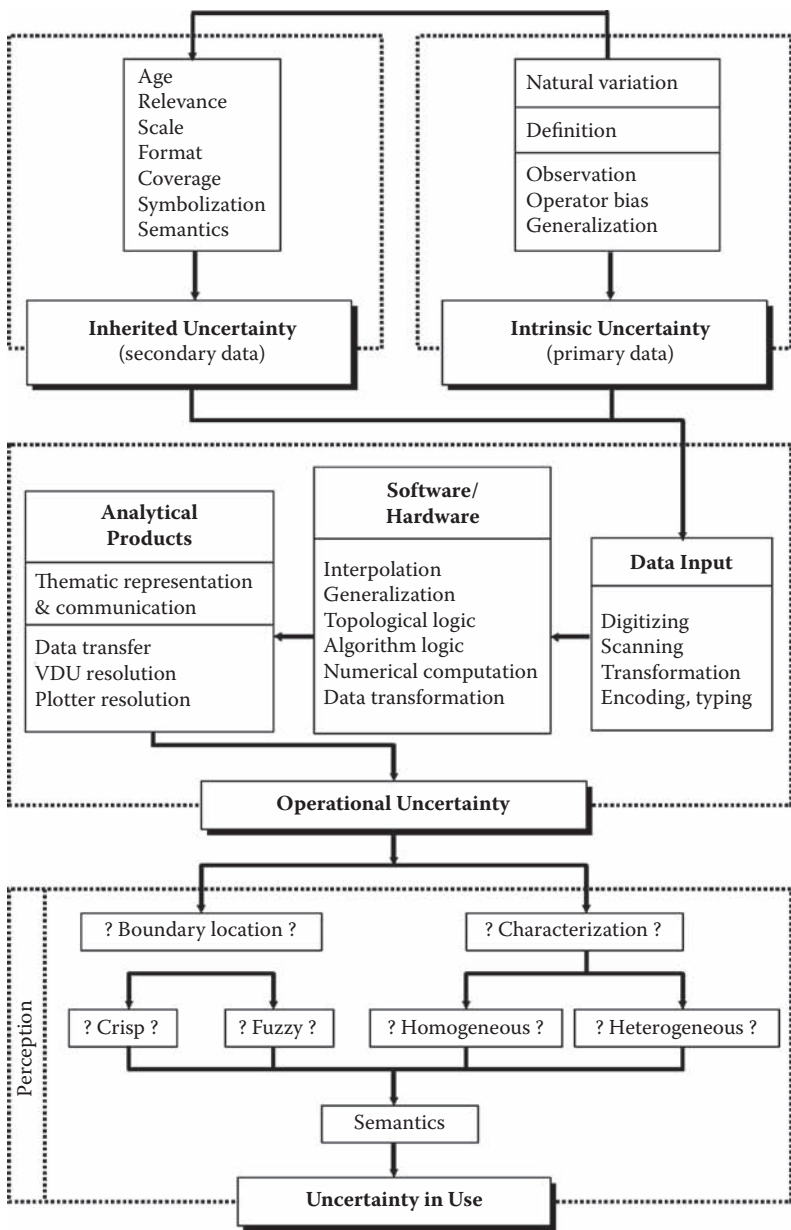 Age
Relevance
Scale
Format
Coverage
Symbolization
Semantics
Natural variation
Definition
Observation
Operator bias
Generalization
Inherited Uncertainty
(secondary data)
Intrinsic Uncertainty
(primary data)
Analytical
Products
Thematic representation
& communication
Data transfer
VDU resolution
Plotter resolution
Software/
Hardware
Interpolation
Generalization
Topological logic
Algorithm logic
Numerical computation
Data transformation
Data Input
Digitizing
Scanning
Transformation
Encoding, typing
Operational Uncertainty
Perception
? Boundary location ?
? Characterization ?
? Crisp ?
? Fuzzy ?
? Homogeneous ?
? Heterogeneous ?
Semantics
Uncertainty in Use